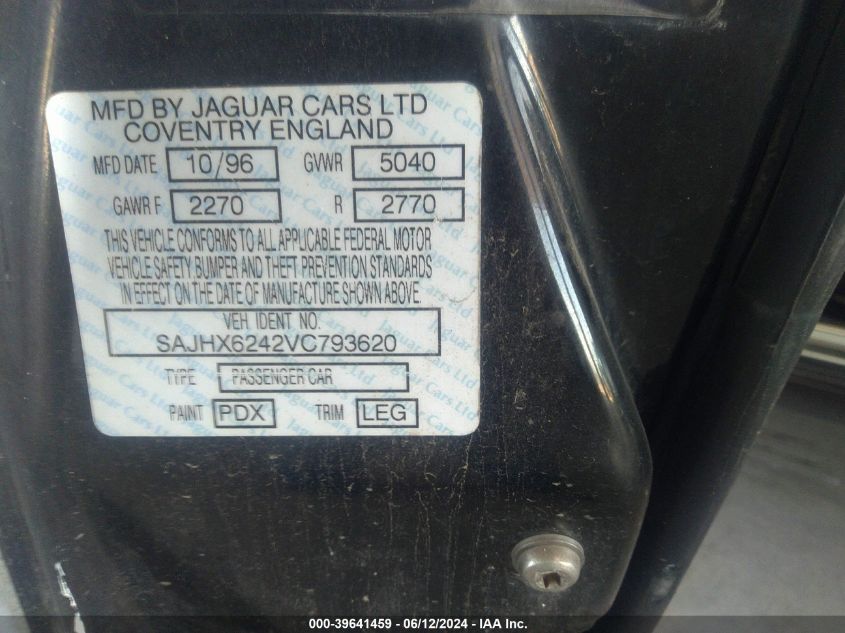 MFD BY JAGUAR CARS LTD
COVENTRY ENGLAND
MFD DATE 10/96 GVWR 5040
GAWR F 2270 R 2770
THIS VEHICLE CONFORMS TO ALL APPLICABLE FEDERAL MOTOR
VEHICLE SAFETY BUMPER AND THEFT PREVENTION STANDARDS
IN EFFECT ON THE DATE OF MANUFACTURE SHOWN ABOVE.
VEH IDENT NO.
SAJHX6242VC793620
TYPE PASSENGER CAR
PAINT PDX TRIM LEG
000-39641459 - 06/12/2024 - IAA Inc.